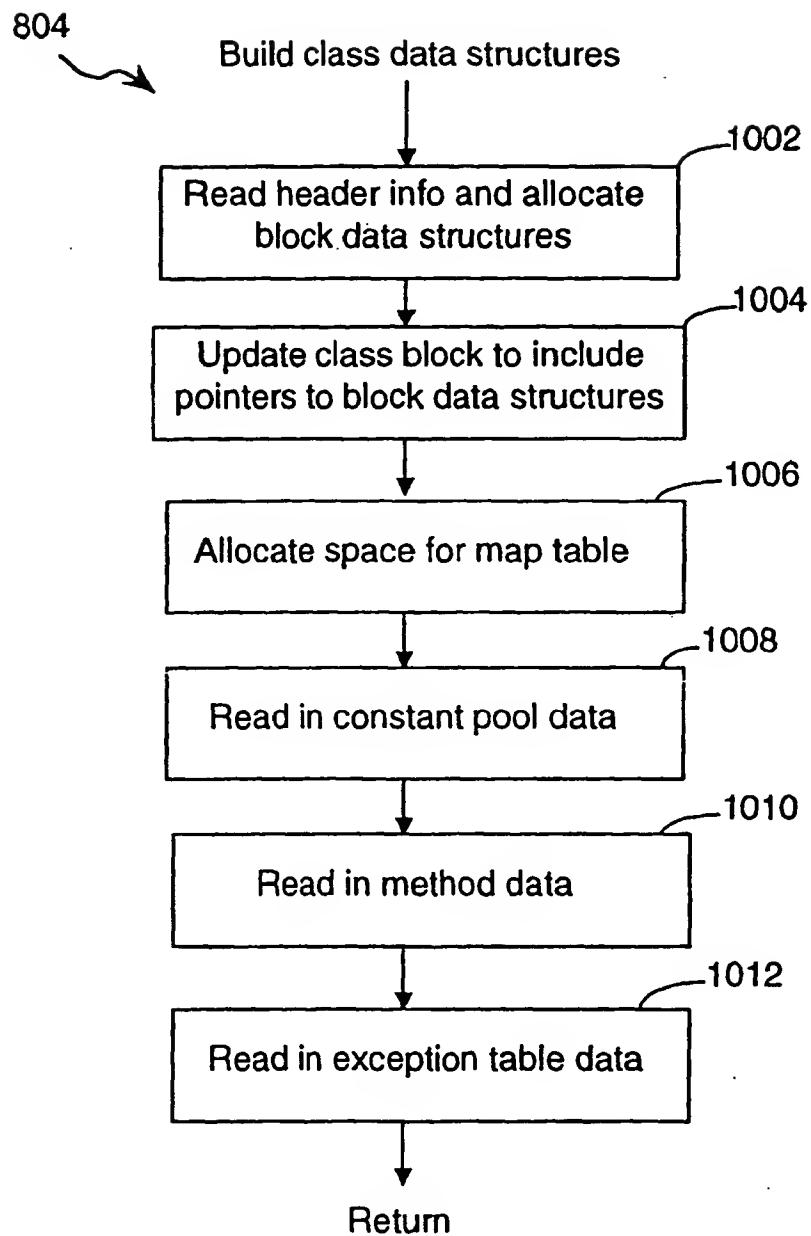 804
Build class data structures
1002
Read header info and allocate
block data structures
1004
Update class block to include
pointers to block data structures
1006
Allocate space for map table
1008
Read in constant pool data
1010
Read in method data
1012
Read in exception table data
Return